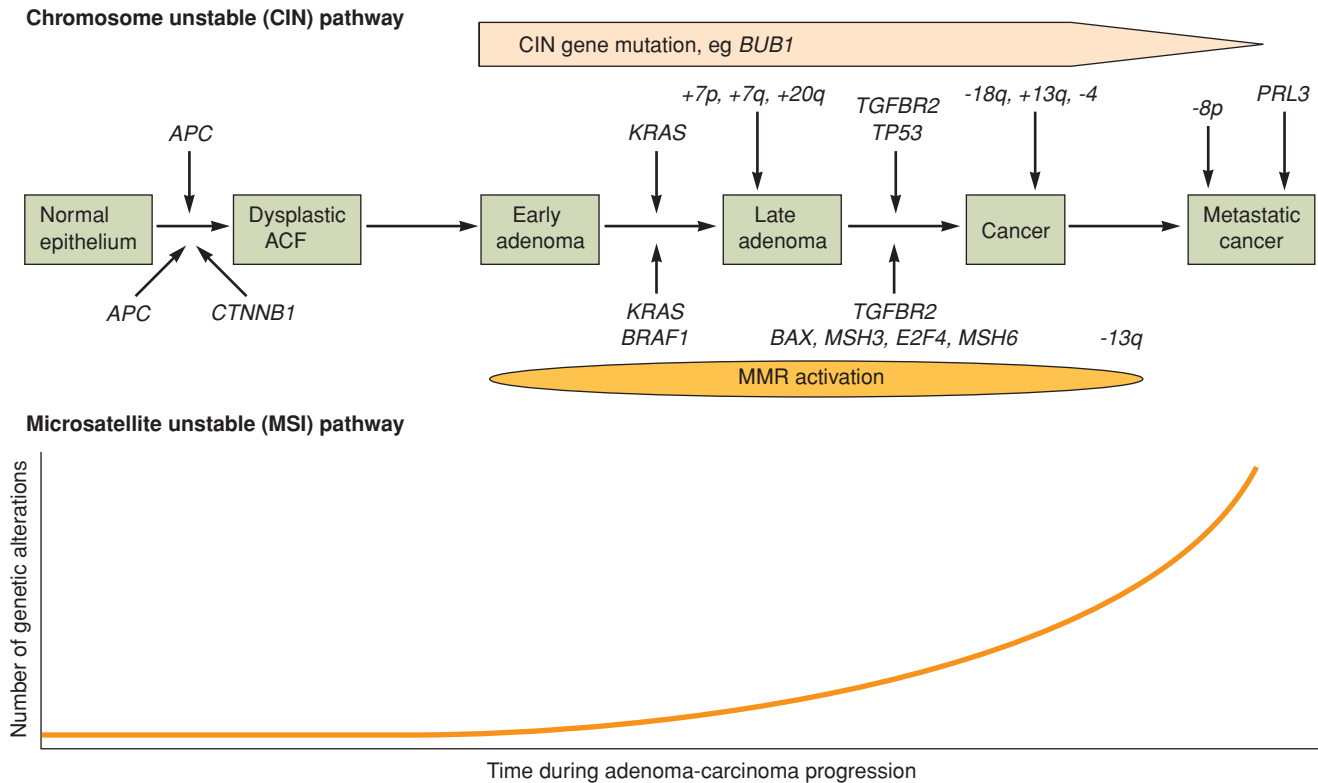 Chromosome unstable (CIN) pathway
CIN gene mutation, eg BUB1
+7p, +7q, +20q
TGFBR2
TP53
-18q, +13q, -4
-8p
PRL3
APC
KRAS
Normal
epithelium
Dysplastic
ACF
Early
adenoma
Late
adenoma
Cancer
Metastatic
cancer
APC
CTNNB1
KRAS
BRAF1
TGFBR2
BAX, MSH3, E2F4, MSH6
-13q
MMR activation
Microsatellite unstable (MSI) pathway
Number of genetic alterations
Time during adenoma-carcinoma progression